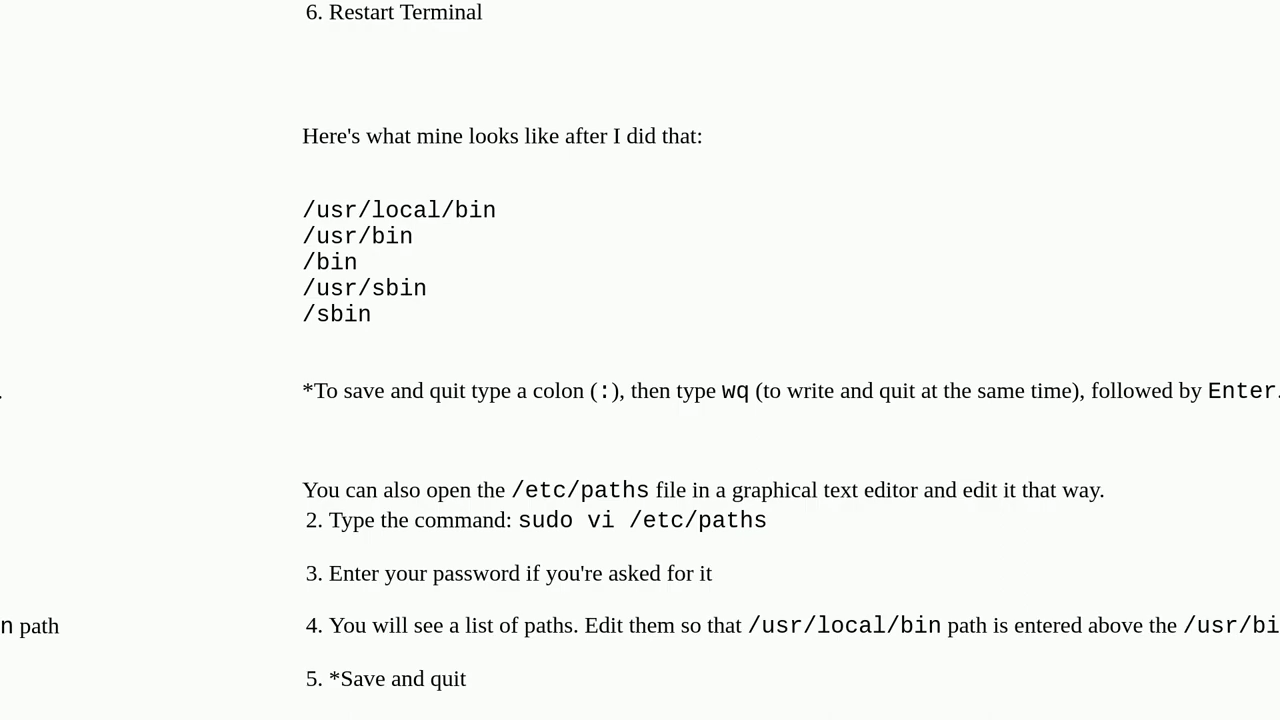 6. Restart Terminal
Here's what mine looks like after I did that:
/usr/local/bin
/usr/bin
/bin
/usr/sbin
/sbin
*To save and quit type a colon (:), then type wq (to write and quit at the same time), followed by Enter.
You can also open the /etc/paths file in a graphical text editor and edit it that way.
2. Type the command: sudo vi /etc/paths
3. Enter your password if you're asked for it
n path
4. You will see a list of paths. Edit them so that /usr/local/bin path is entered above the /usr/bi
5. *Save and quit